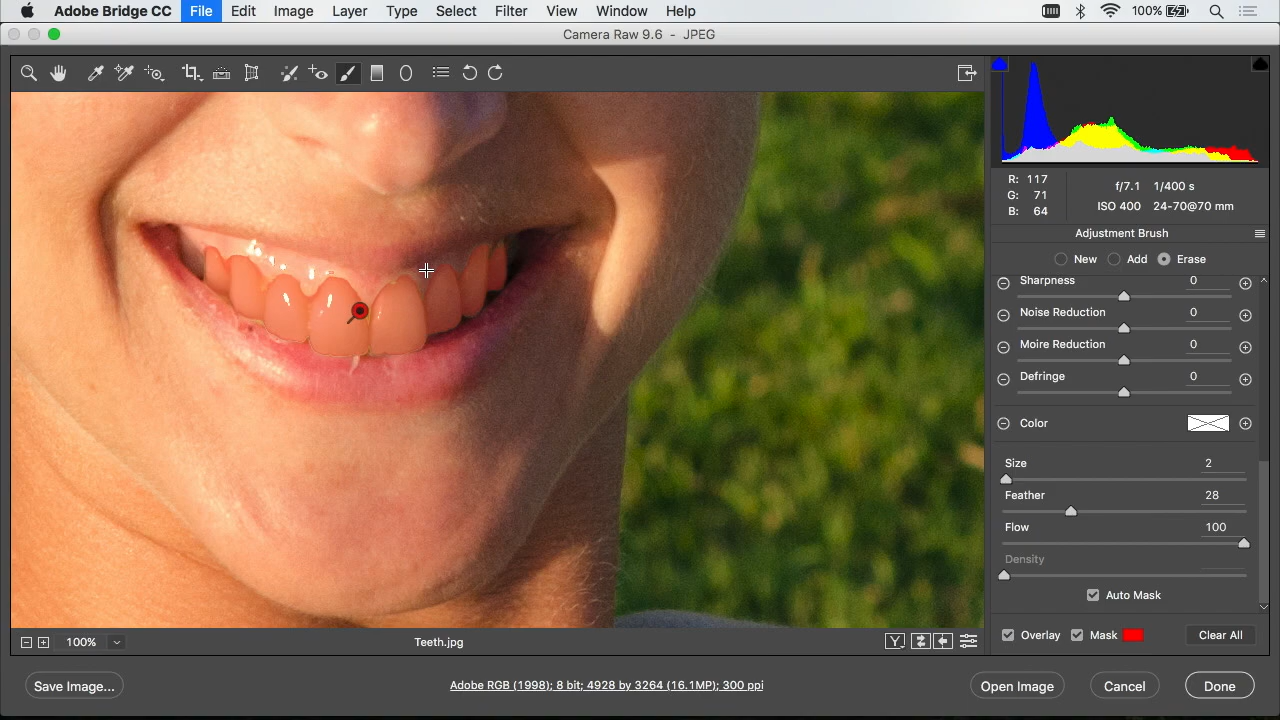 Adobe Bridge CC File Edit Image Layer Type Select Filter View Window Help 100%
Camera Raw 9.6 - JPEG
R: 117
G: 71
B: 64
f/7.1 1/400 s
ISO 400 24-70@70 mm
Adjustment Brush
New Add Erase
Sharpness 0
Noise Reduction 0
Moire Reduction 0
Defringe 0
Color
Size 2
Feather 28
Flow 100
Density
Auto Mask
100% Teeth.jpg Y
Overlay Mask Clear All
Save Image... Adobe RGB (1998); 8 bit; 4928 by 3264 (16.1MP); 300 ppi Open Image Cancel Done